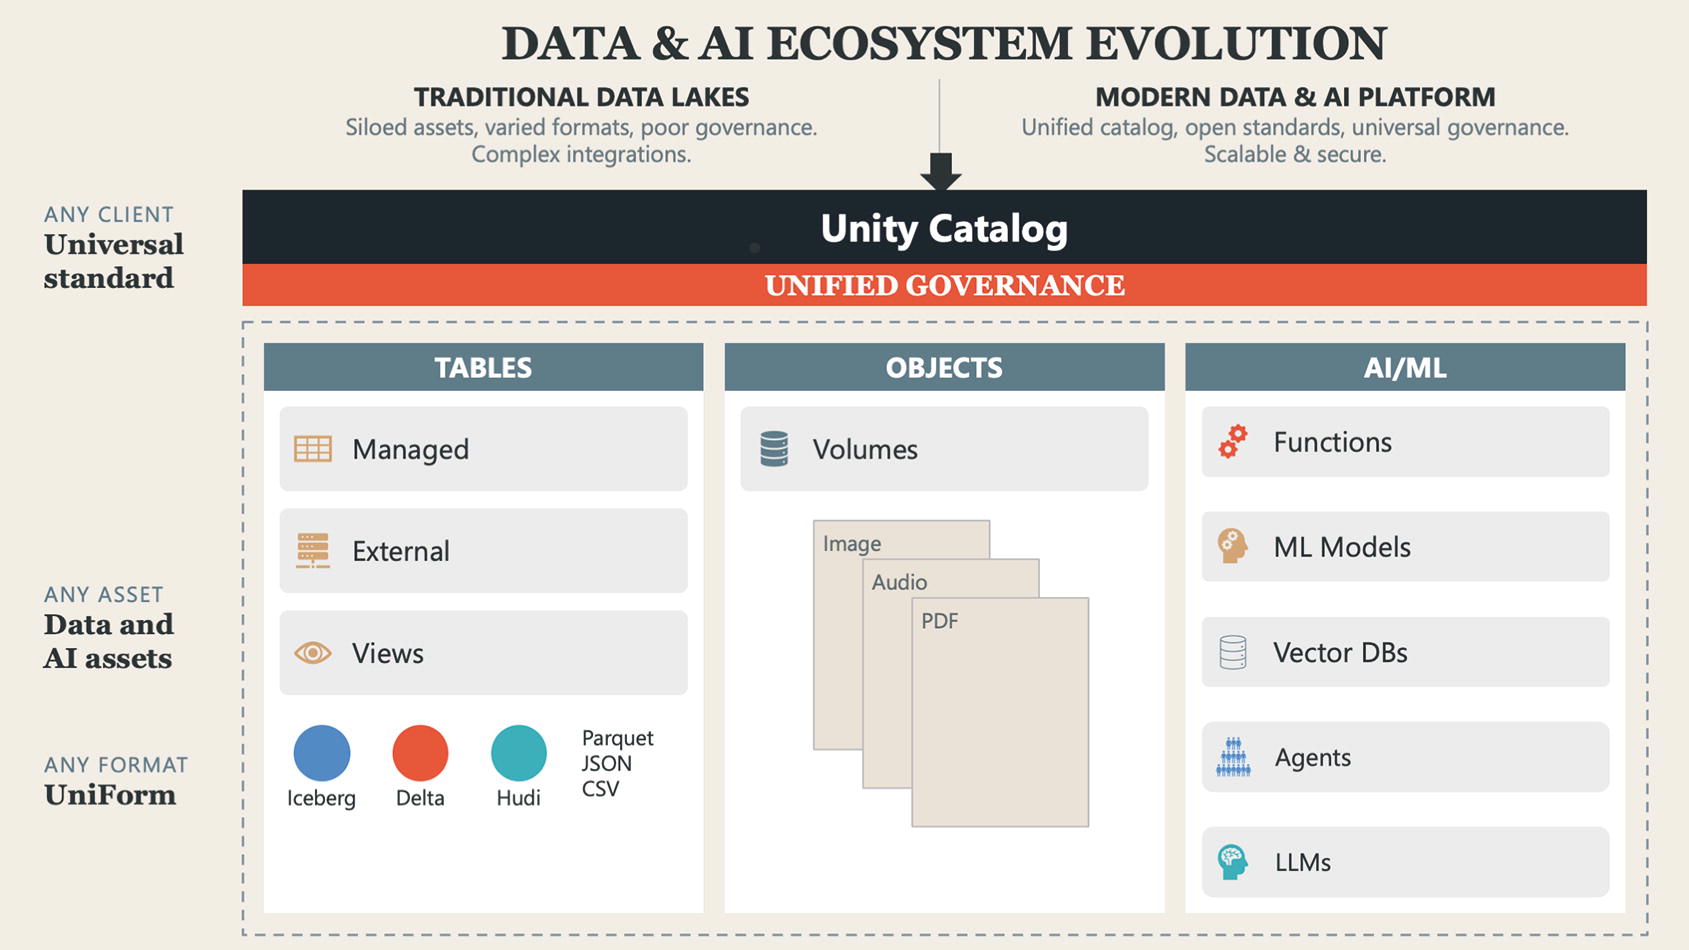 DATA & AI ECOSYSTEM EVOLUTION
TRADITIONAL DATA LAKES
Siloed assets, varied formats, poor governance.
Complex integrations.
MODERN DATA & AI PLATFORM
Unified catalog, open standards, universal governance.
Scalable & secure.
ANY CLIENT
Universal
standard
Unity Catalog
UNIFIED GOVERNANCE
ANY ASSET
Data and
AI assets
ANY FORMAT
UniForm
TABLES
Managed
External
Views
Iceberg
Delta
Hudi
Parquet
JSON
CSV
OBJECTS
Volumes
Image
Audio
PDF
AI/ML
Functions
ML Models
Vector DBs
Agents
LLMs